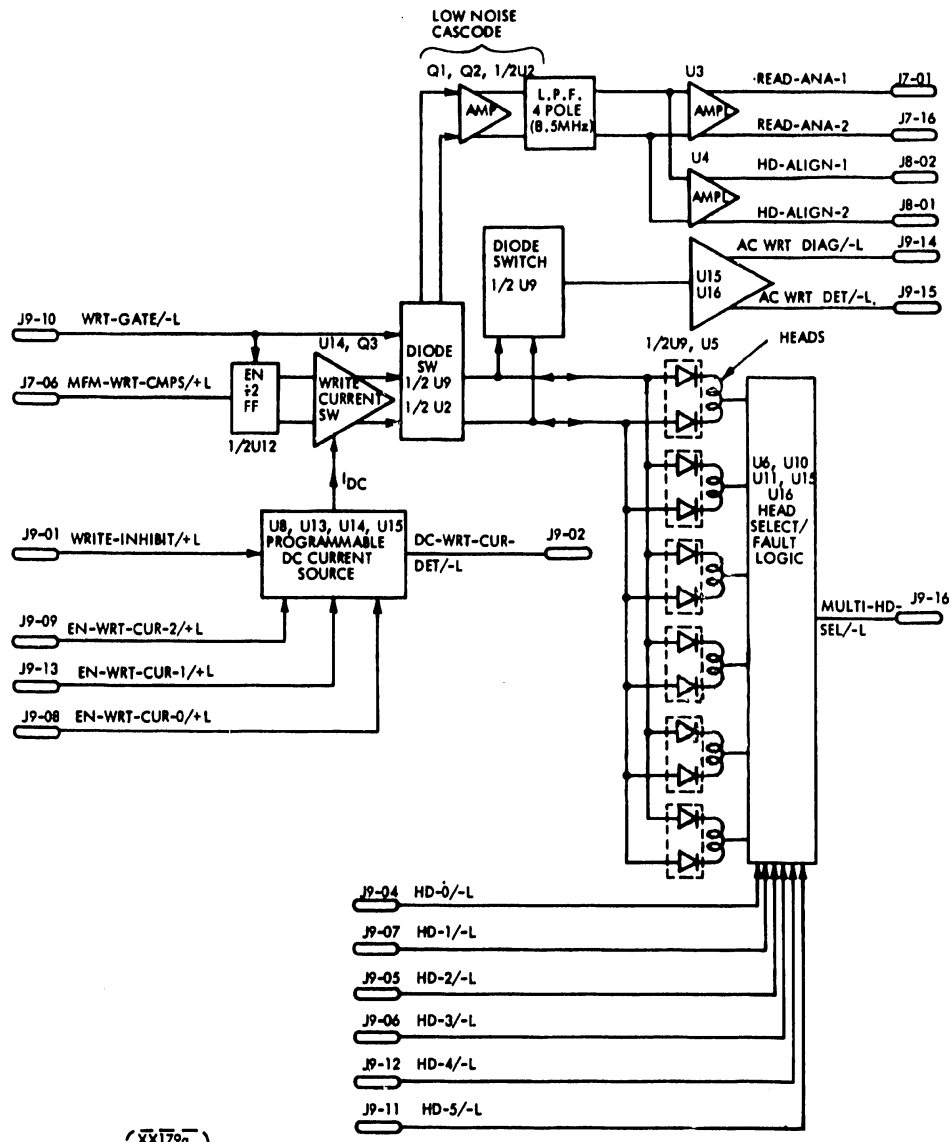 LOW NOISE
CASCODE
Q1, Q2, 1/2U2
AMP
L.P.F.
4 POLE
(8.5MHz)
U3
AMPL
READ-ANA-1
J7-01
READ-ANA-2
J7-16
U4
AMPL
HD-ALIGN-1
J8-02
HD-ALIGN-2
J8-01
DIODE
SWITCH
1/2 U9
U15
U16
AC WRT DIAG/-L
J9-14
AC WRT DET/-L
J9-15
J9-10
WRT-GATE/-L
J7-06
MFM-WRT-CMPS/+L
EN
÷2
FF
1/2U12
U14, Q3
WRITE
CURRENT
SW
DIODE
SW
1/2 U9
1/2 U2
1/2U9, U5
HEADS
IDC
J9-01
WRITE-INHIBIT/+L
U8, U13, U14, U15
PROGRAMMABLE
DC CURRENT
SOURCE
DC-WRT-CUR-
DET/-L
J9-02
J9-09
EN-WRT-CUR-2/+L
J9-13
EN-WRT-CUR-1/+L
J9-08
EN-WRT-CUR-0/+L
U6, U10
U11, U15
U16
HEAD
SELECT/
FAULT
LOGIC
MULTI-HD-
SEL/-L
J9-16
J9-04
HD-0/-L
J9-07
HD-1/-L
J9-05
HD-2/-L
J9-06
HD-3/-L
J9-12
HD-4/-L
J9-11
HD-5/-L
XX179a